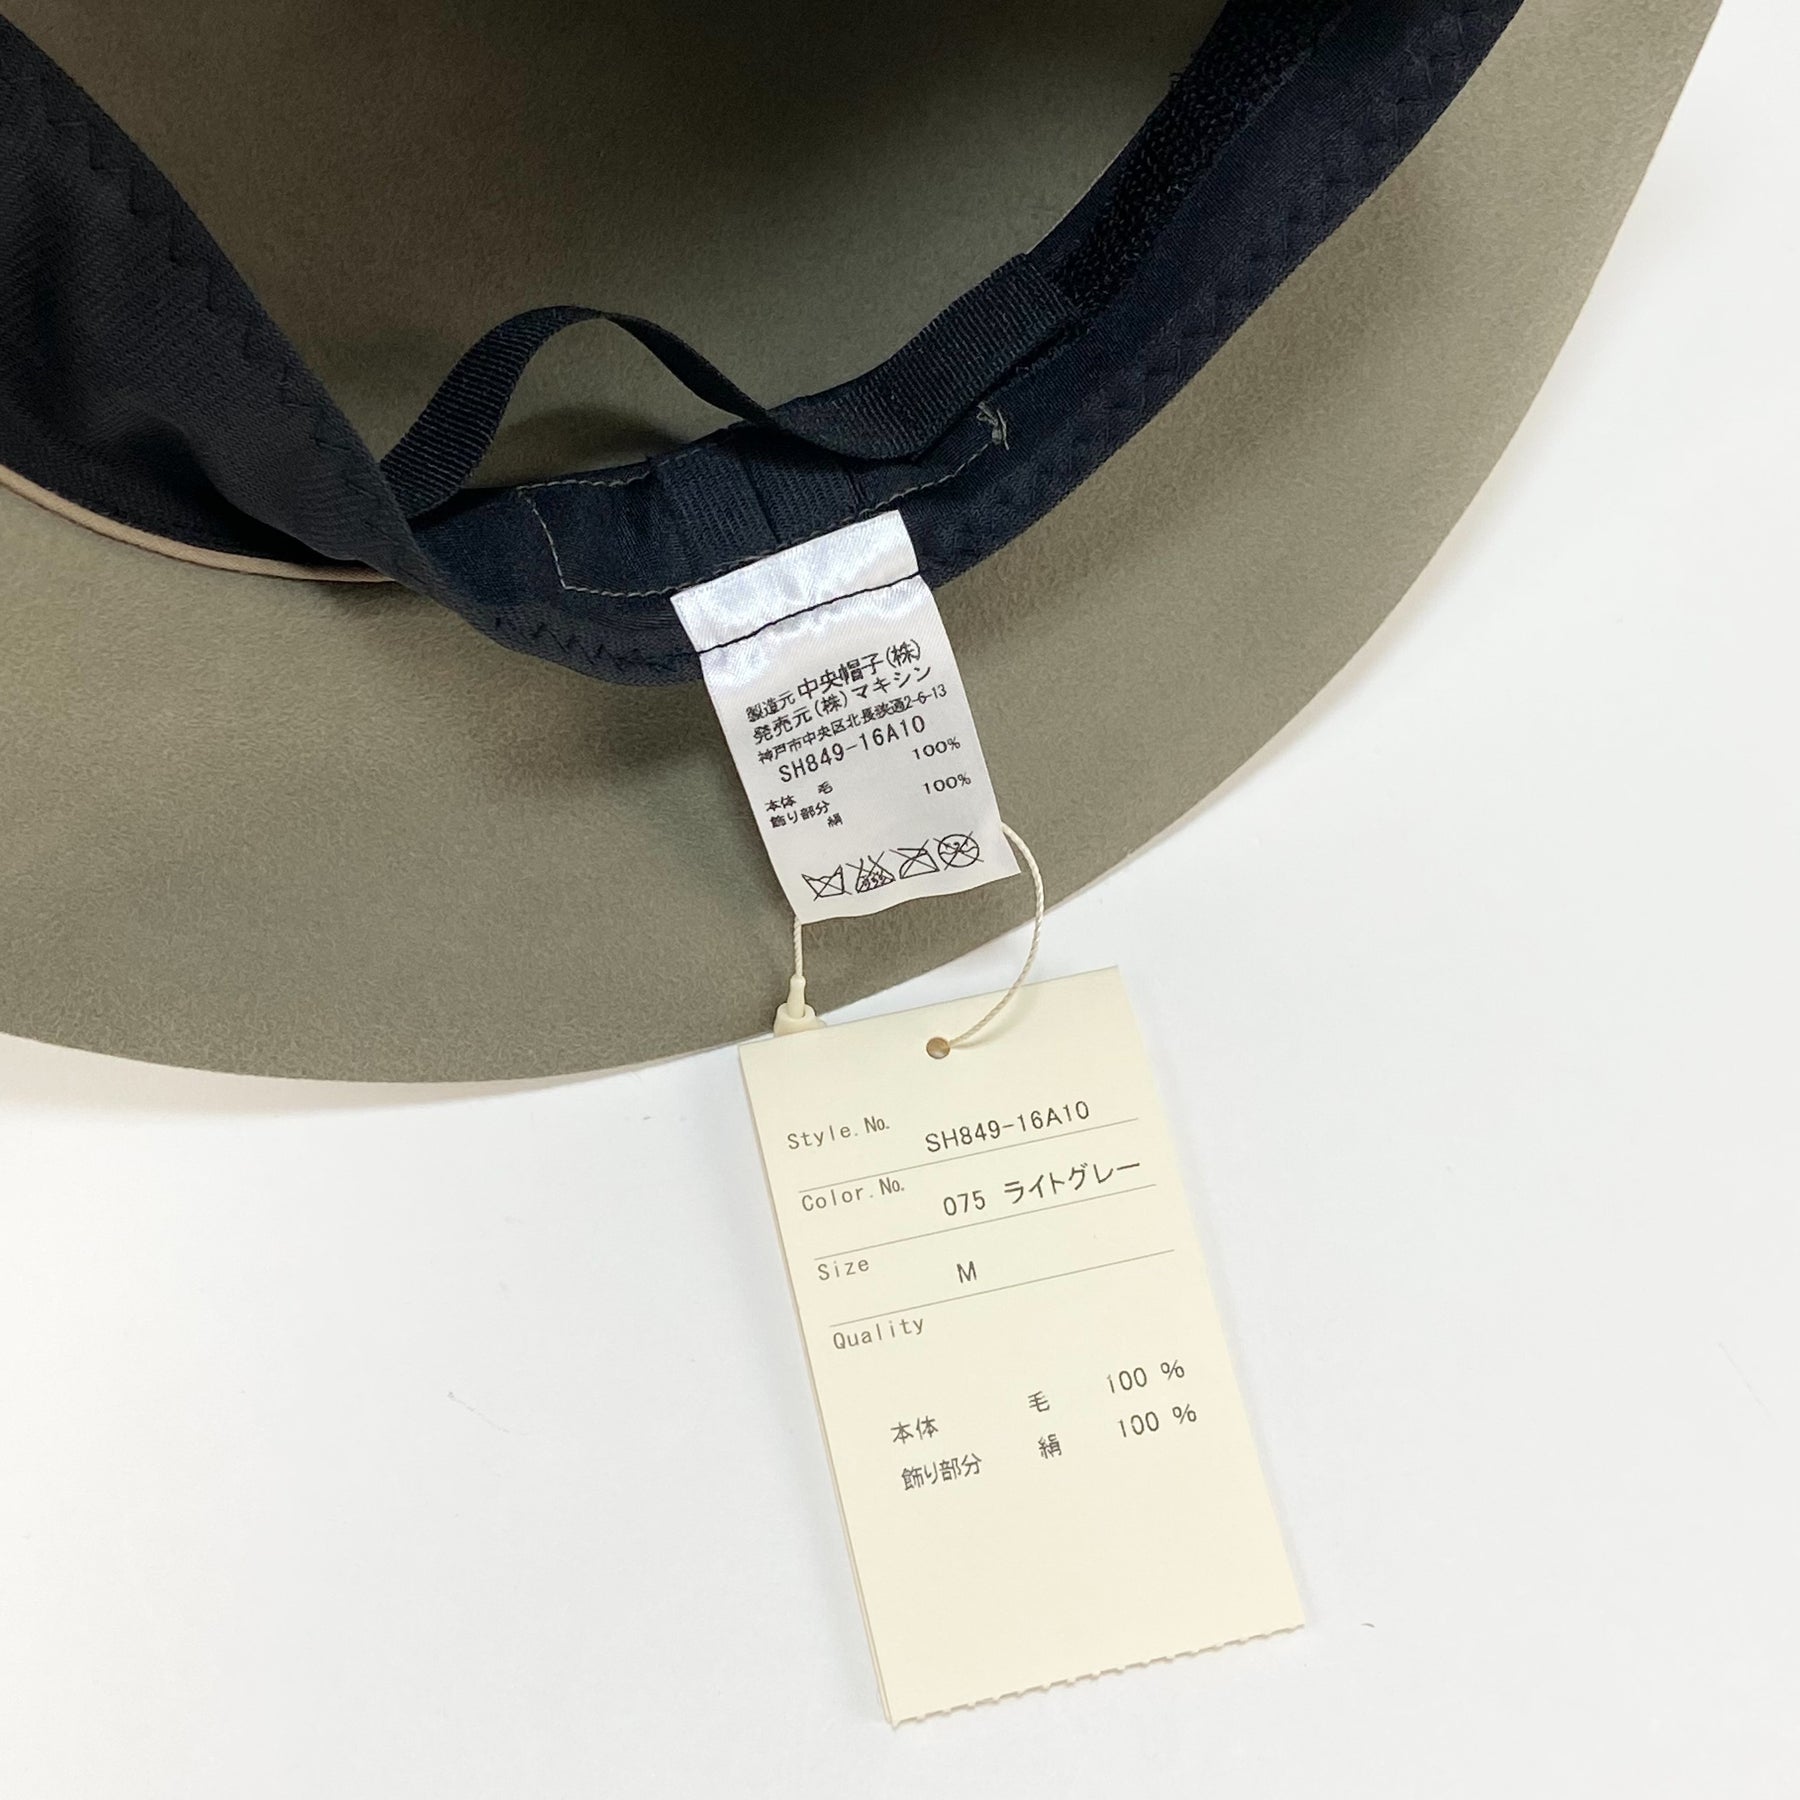 製造元 中央帽子(株)
発売元(株)マキシン
神戸市中央区北長狭通2-6-13
SH849-16A10
本体 毛 100%
飾り部分
絹 100%
Style.No. SH849-16A10
Color.No. 075 ライトグレー
Size M
Quality
本体 毛 100 %
飾り部分 絹 100 %